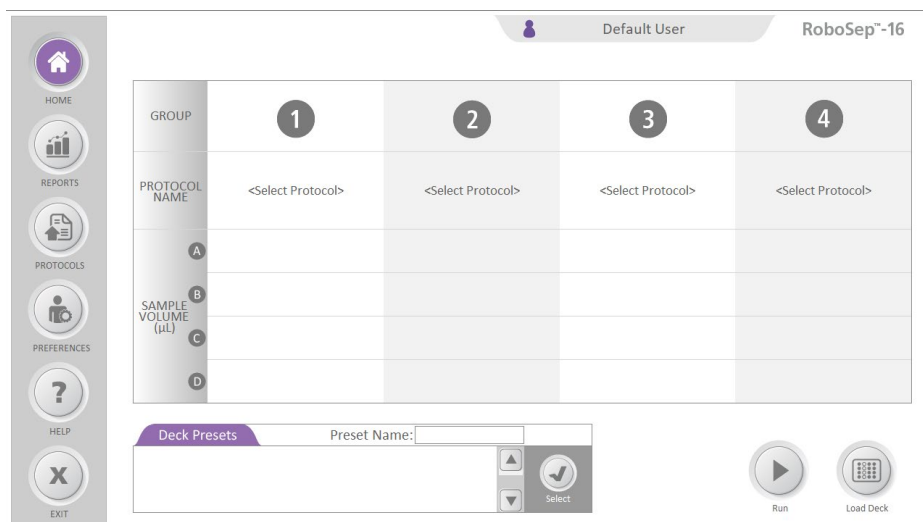 Default User
RoboSep™-16
HOME
REPORTS
PROTOCOLS
PREFERENCES
?
HELP
X
EXIT
GROUP
1
2
3
4
PROTOCOL
NAME
<Select Protocol>
<Select Protocol>
<Select Protocol>
<Select Protocol>
SAMPLE
VOLUME
(µL)
A
B
C
D
Deck Presets
Preset Name:
Select
Run
Load Deck